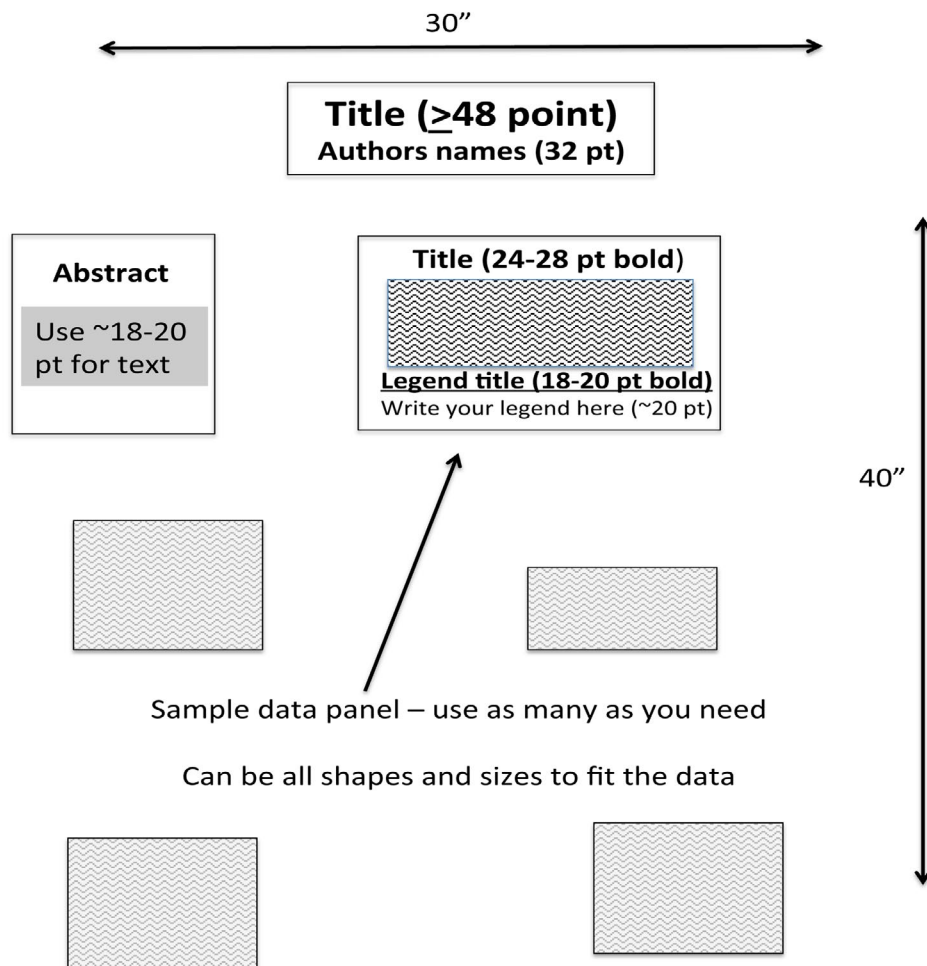 30”
Title (≥48 point)
Authors names (32 pt)
Abstract
Use ~18-20
pt for text
Title (24-28 pt bold)
Legend title (18-20 pt bold)
Write your legend here (~20 pt)
40”
Sample data panel – use as many as you need
Can be all shapes and sizes to fit the data